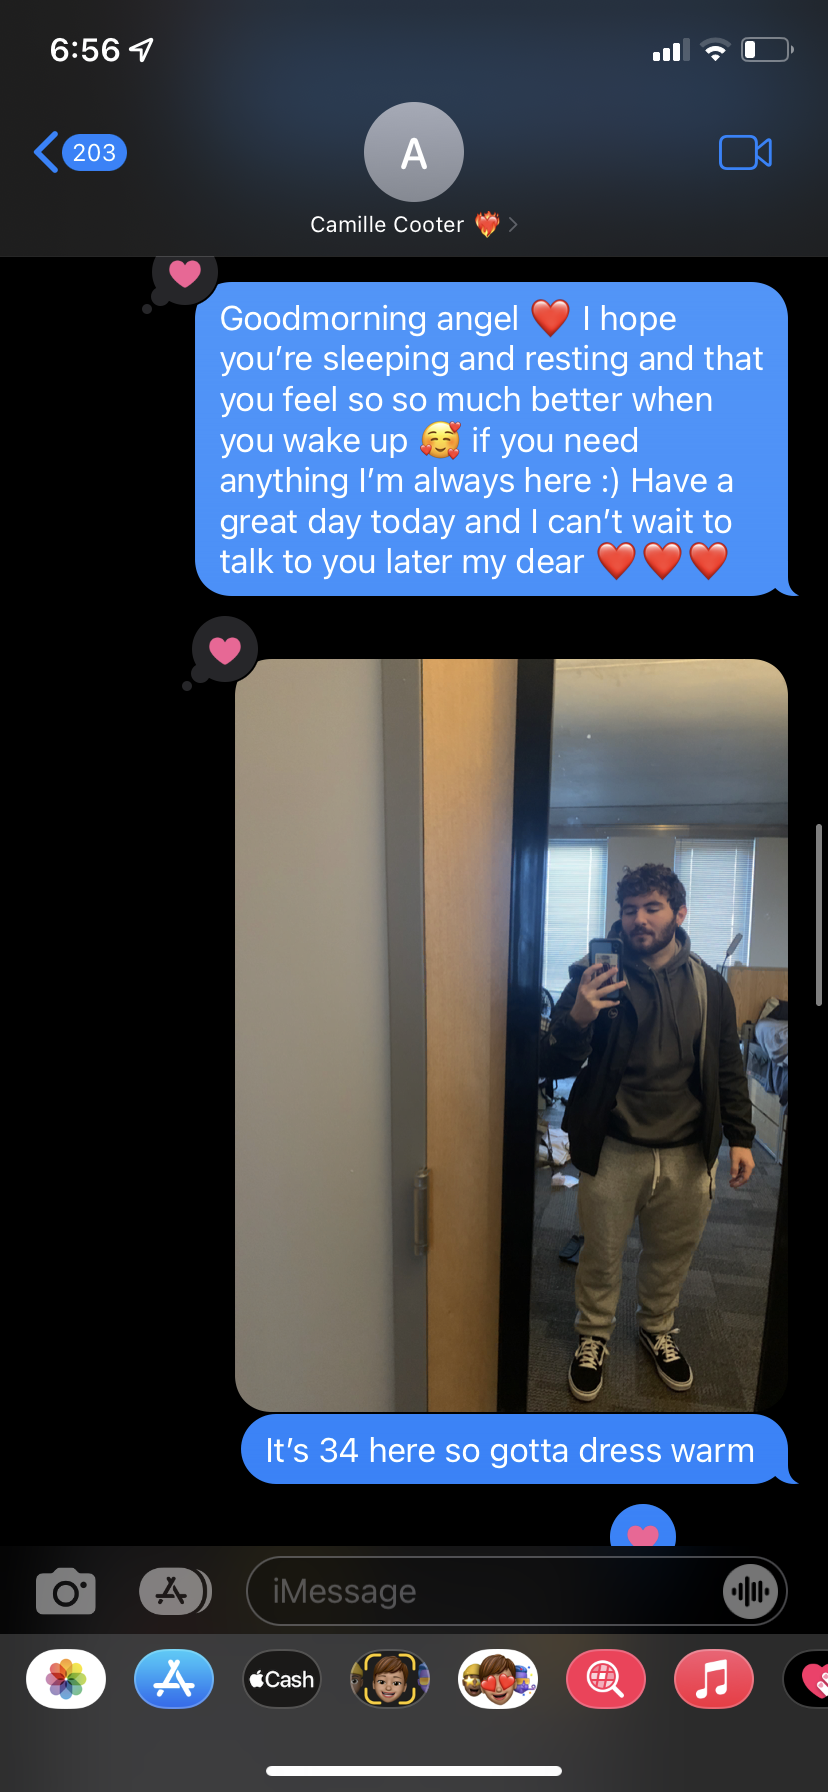 6:56
203
A
Camille Cooter ❤️‍🔥
Goodmorning angel ❤️ I hope
you’re sleeping and resting and that
you feel so so much better when
you wake up 🥰 if you need
anything I’m always here :) Have a
great day today and I can’t wait to
talk to you later my dear ❤️❤️❤️
It’s 34 here so gotta dress warm
iMessage
Cash